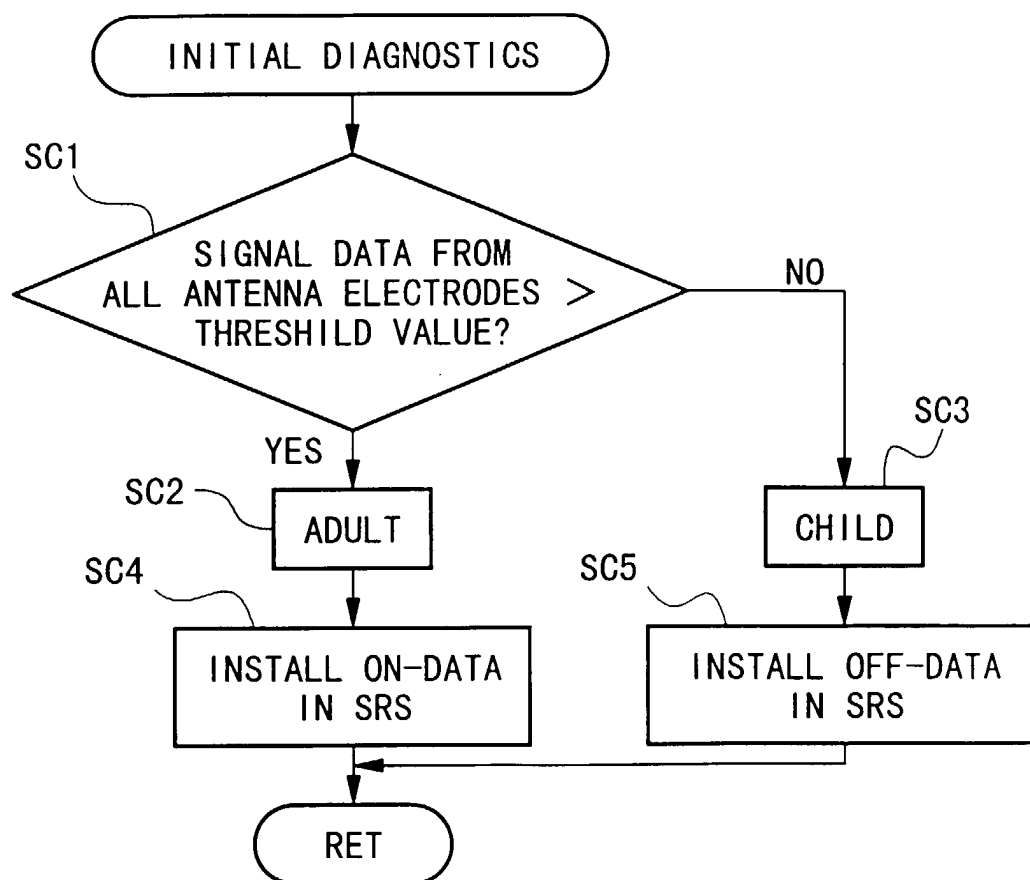 INITIAL DIAGNOSTICS
SC1
SIGNAL DATA FROM
ALL ANTENNA ELECTRODES >
THRESHILD VALUE?
NO
YES
SC3
SC2
ADULT
CHILD
SC4
SC5
INSTALL ON-DATA
IN SRS
INSTALL OFF-DATA
IN SRS
RET